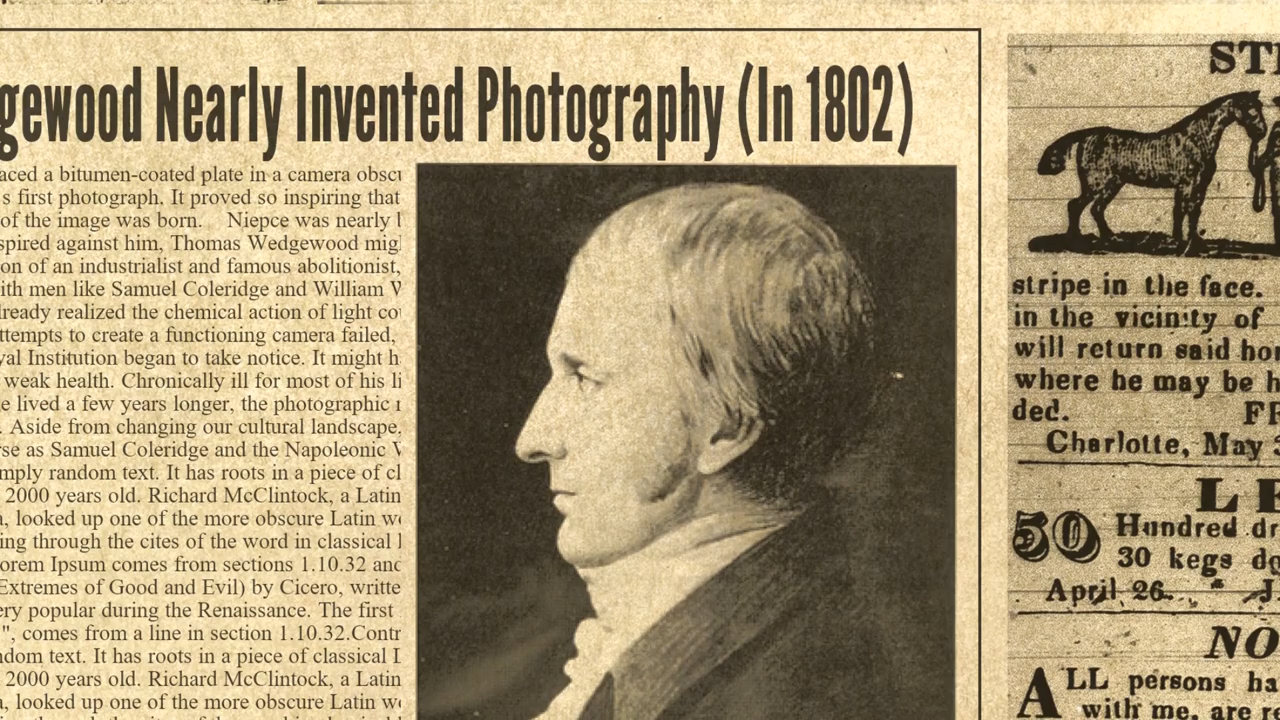 gewood Nearly Invented Photography (In 1802)
aced a bitumen-coated plate in a camera obscu
s first photograph. It proved so inspiring that
of the image was born. Niepce was nearly
spired against him, Thomas Wedgewood mig
on of an industrialist and famous abolitionist,
ith men like Samuel Coleridge and William W
lready realized the chemical action of light co
ttempts to create a functioning camera failed,
yal Institution began to take notice. It might h
weak health. Chronically ill for most of his li
e lived a few years longer, the photographic
. Aside from changing our cultural landscape,
rse as Samuel Coleridge and the Napoleonic W
mply random text. It has roots in a piece of cl
2000 years old. Richard McClintock, a Latin
a, looked up one of the more obscure Latin wo
ing through the cites of the word in classical l
orem Ipsum comes from sections 1.10.32 and
Extremes of Good and Evil) by Cicero, writte
ery popular during the Renaissance. The first
", comes from a line in section 1.10.32.Contr
ndom text. It has roots in a piece of classical L
2000 years old. Richard McClintock, a Latin
a, looked up one of the more obscure Latin wo
ST
stripe in the face.
in the vicinity of
will return said hor
where he may be h
ded. FR
Charlotte, May 3
L E
50 Hundred dr
30 kegs do
April 26. J.
NO
ALL persons ha
with me, are re